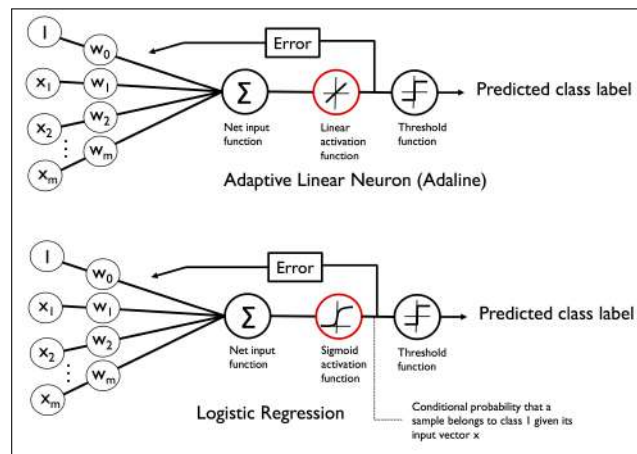 1
w0
Error
x1
w1
Σ
Predicted class label
x2
w2
Net input
function
Linear
activation
function
Threshold
function
⋮
xm
wm
Adaptive Linear Neuron (Adaline)
1
w0
Error
x1
w1
Σ
Predicted class label
x2
w2
Net input
function
Sigmoid
activation
function
Threshold
function
⋮
xm
wm
Logistic Regression
Conditional probability that a
sample belongs to class 1 given its
input vector x